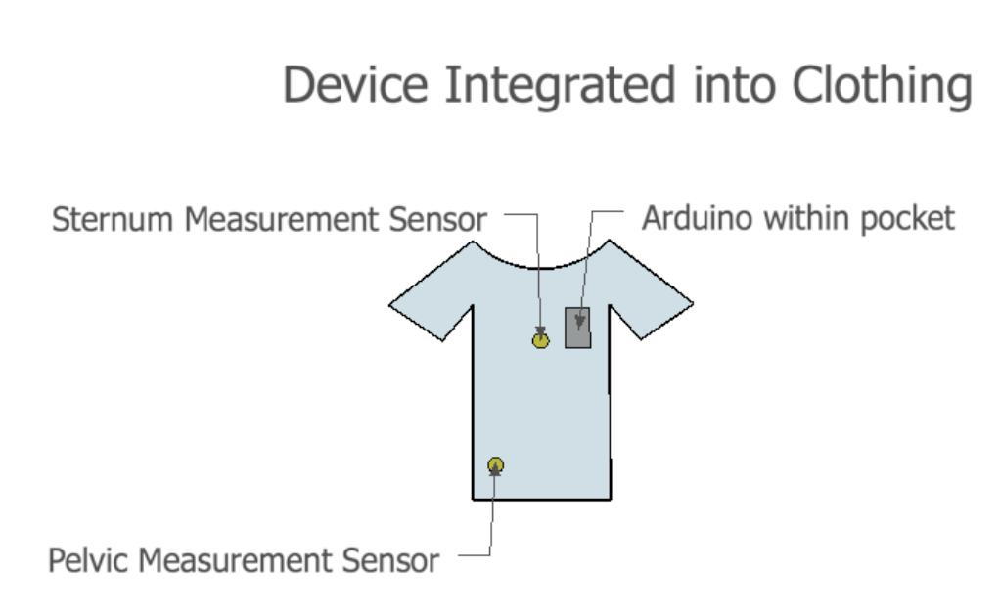 Device Integrated into Clothing
Sternum Measurement Sensor
Arduino within pocket
Pelvic Measurement Sensor